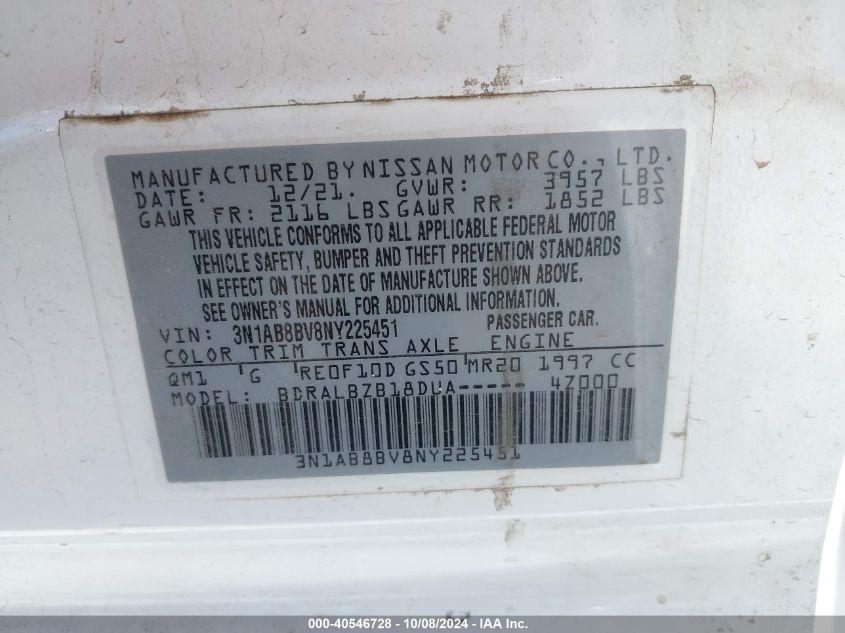 MANUFACTURED BY NISSAN MOTOR CO., LTD.
DATE: 12/21. GVWR: 3957 LBS
GAWR FR: 2116 LBS GAWR RR: 1852 LBS
THIS VEHICLE CONFORMS TO ALL APPLICABLE FEDERAL MOTOR
VEHICLE SAFETY, BUMPER AND THEFT PREVENTION STANDARDS
IN EFFECT ON THE DATE OF MANUFACTURE SHOWN ABOVE.
SEE OWNER'S MANUAL FOR ADDITIONAL INFORMATION.
VIN: 3N1AB8BV8NY225451 PASSENGER CAR.
COLOR TRIM TRANS AXLE ENGINE
QM1 'G 'RE0F10D GS50'MR20 1997 CC
MODEL: BDRALBZB18DUA----- 4Z000
3N1AB8BV8NY225451
000-40546728 - 10/08/2024 - IAA Inc.